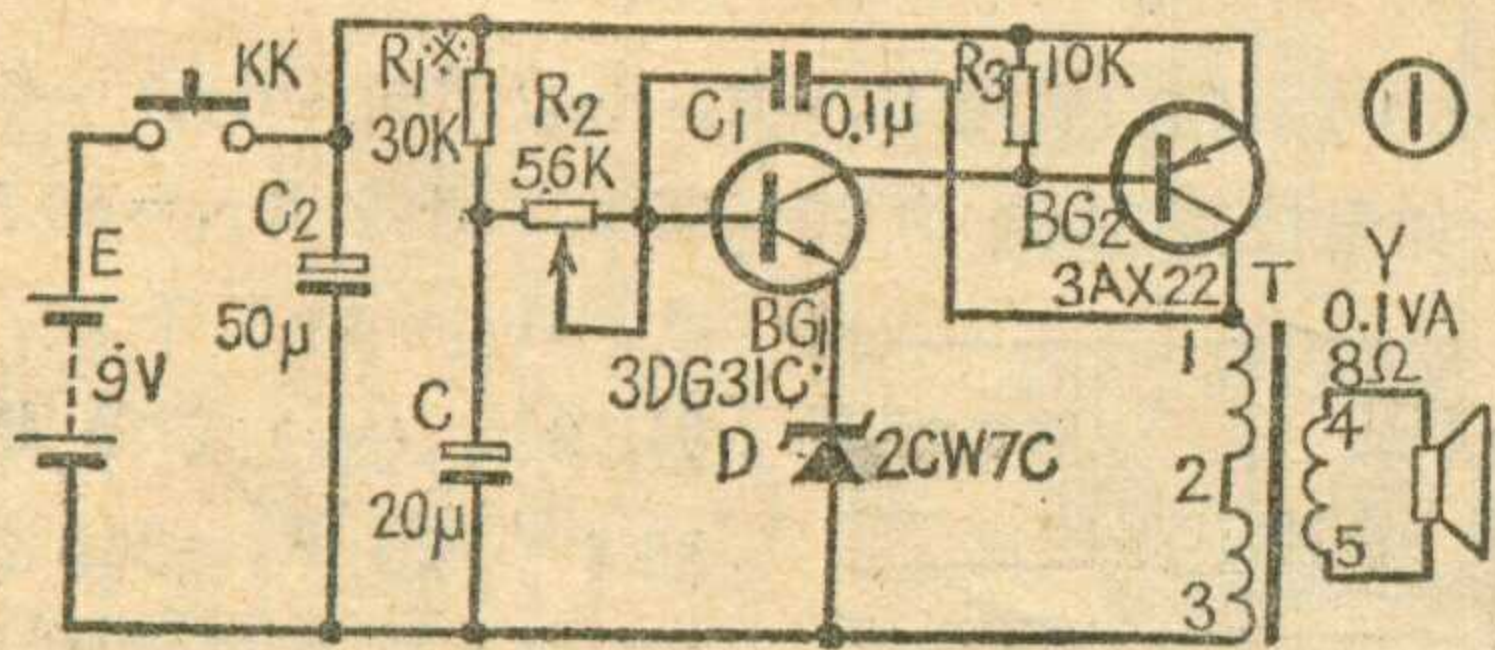 KK
R₁※
30K
R₂
5.6K
C₁
0.1μ
R₃
10K
①
C₂
50μ
E
9V
C
20μ
BG₁
3DG31C
D
2CW7C
BG₂
3AX22
T
1
2
3
Y
0.1VA
8Ω
4
5